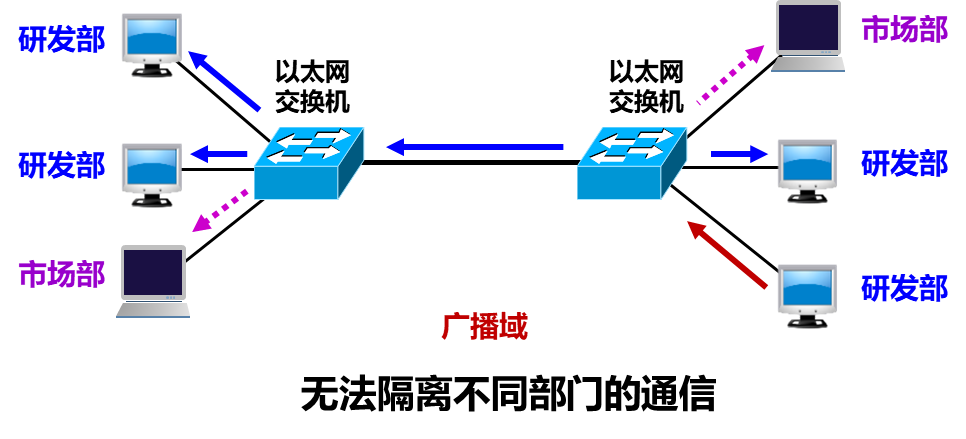 研发部
以太网
交换机
以太网
交换机
市场部
研发部
研发部
市场部
研发部
广播域
无法隔离不同部门的通信